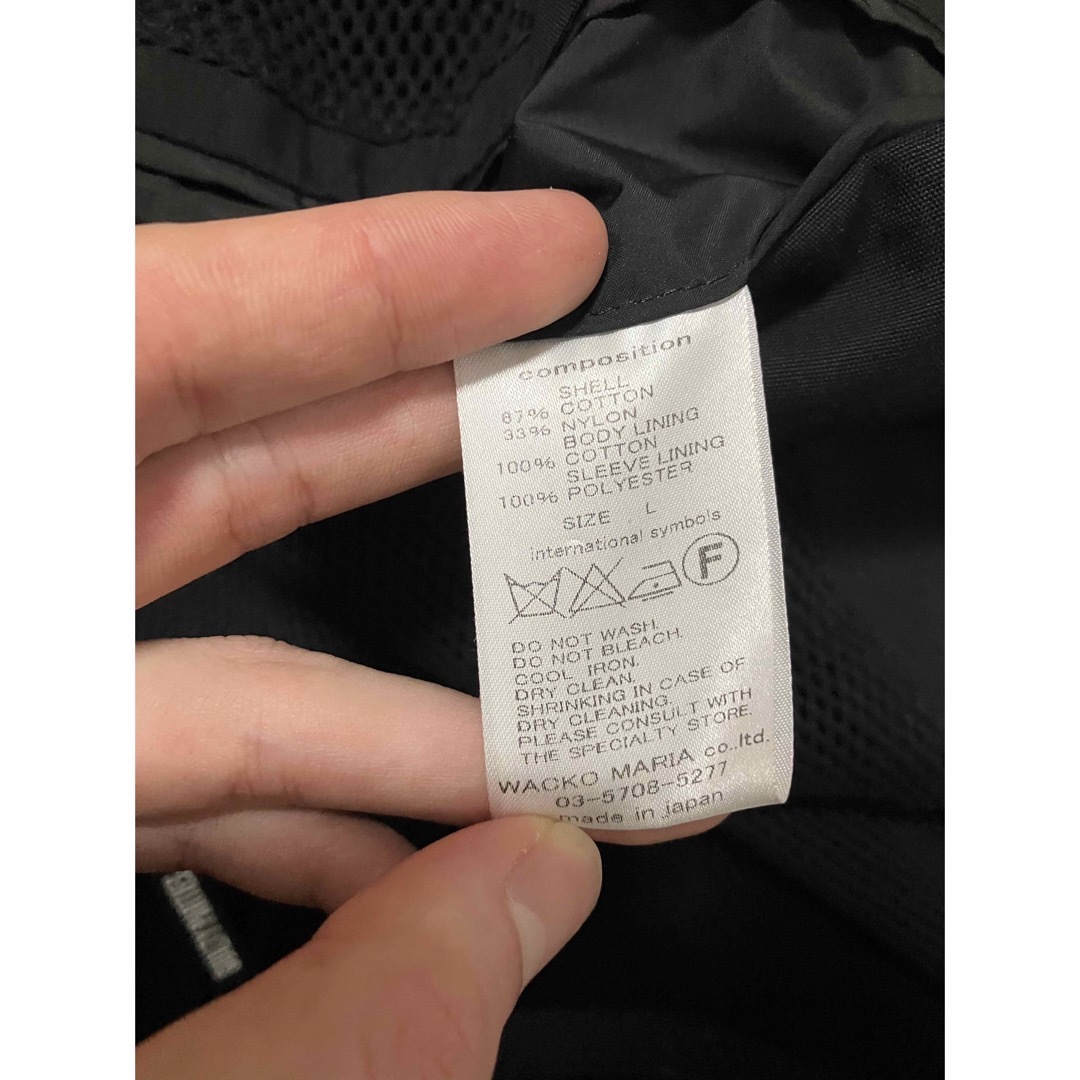 composition
SHELL
67% COTTON
33% NYLON
BODY LINING
100% COTTON
SLEEVE LINING
100% POLYESTER
SIZE L
international symbols
F
DO NOT WASH.
DO NOT BLEACH.
COOL IRON.
DRY CLEAN.
SHRINKING IN CASE OF
DRY CLEANING.
PLEASE CONSULT WITH
THE SPECIALTY STORE.
WACKO MARIA co.,ltd.
03-5708-5277
made in japan